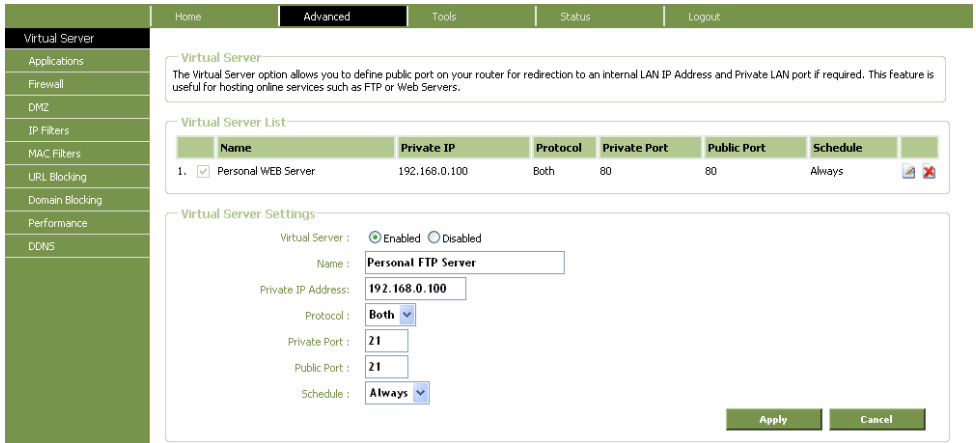 Home Advanced Tools Status Logout
Virtual Server
Applications
Firewall
DMZ
IP Filters
MAC Filters
URL Blocking
Domain Blocking
Performance
DDNS
Virtual Server
The Virtual Server option allows you to define public port on your router for redirection to an internal LAN IP Address and Private LAN port if required. This feature is
useful for hosting online services such as FTP or Web Servers.
Virtual Server List
Name Private IP Protocol Private Port Public Port Schedule
1. Personal WEB Server 192.168.0.100 Both 80 80 Always
Virtual Server Settings
Virtual Server : Enabled Disabled
Name : Personal FTP Server
Private IP Address: 192.168.0.100
Protocol : Both
Private Port : 21
Public Port : 21
Schedule : Always
Apply Cancel